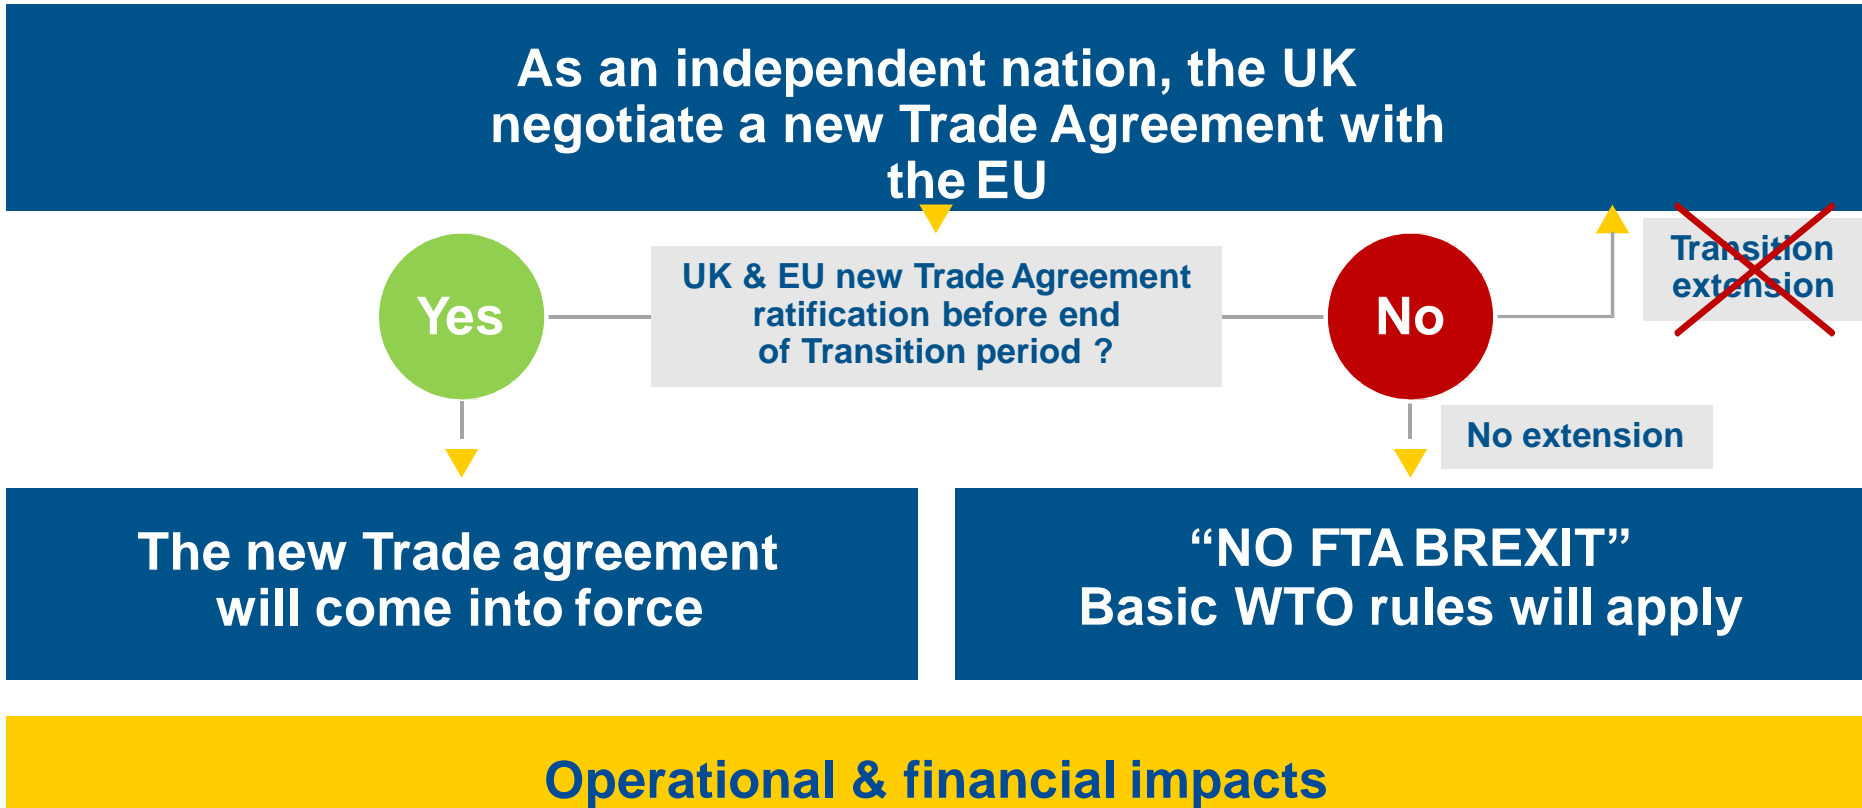 As an independent nation, the UK
negotiate a new Trade Agreement with
the EU
Yes
UK & EU new Trade Agreement
ratification before end
of Transition period ?
No
Transition
extension
No extension
The new Trade agreement
will come into force
“NO FTA BREXIT”
Basic WTO rules will apply
Operational & financial impacts